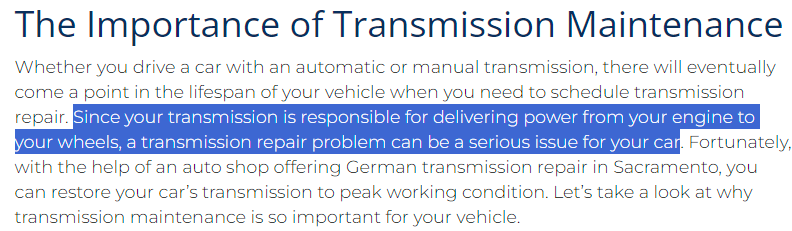 The Importance of Transmission Maintenance
Whether you drive a car with an automatic or manual transmission, there will eventually
come a point in the lifespan of your vehicle when you need to schedule transmission
repair. Since your transmission is responsible for delivering power from your engine to
your wheels, a transmission repair problem can be a serious issue for your car. Fortunately,
with the help of an auto shop offering German transmission repair in Sacramento, you
can restore your car’s transmission to peak working condition. Let’s take a look at why
transmission maintenance is so important for your vehicle.